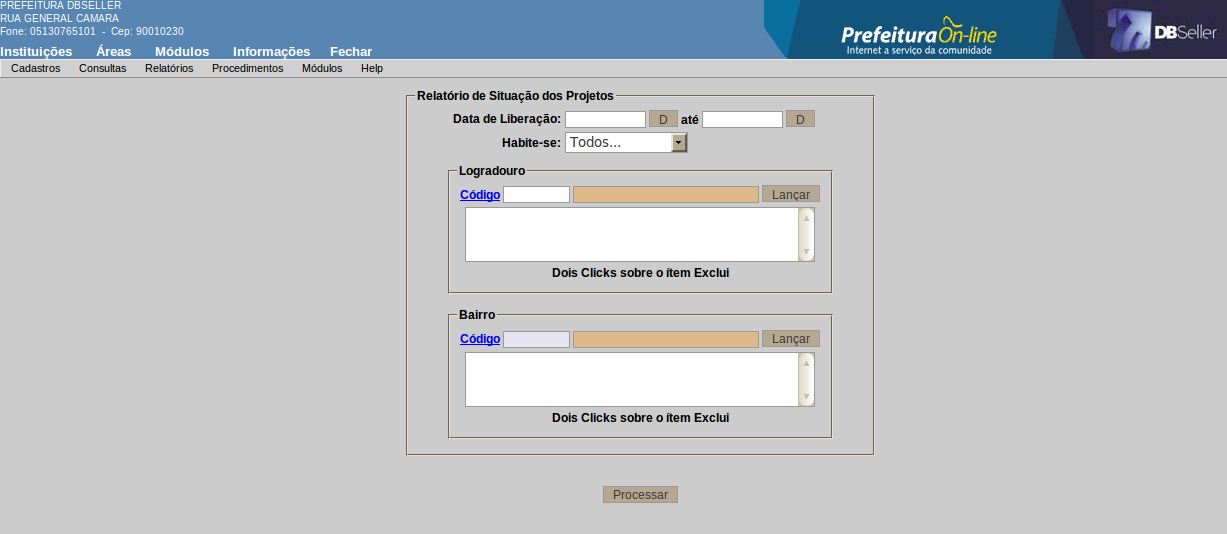 PREFEITURA DBSELLER
RUA GENERAL CAMARA
Fone: 05130765101 - Cep: 90010230
PrefeituraOn-line
Internet a serviço da comunidade
DBSeller
Instituições Áreas Módulos Informações Fechar
Cadastros Consultas Relatórios Procedimentos Módulos Help
Relatório de Situação dos Projetos
Data de Liberação: D até D
Habite-se: Todos...
Logradouro
Código Lançar
Dois Clicks sobre o ítem Exclui
Bairro
Código Lançar
Dois Clicks sobre o ítem Exclui
Processar